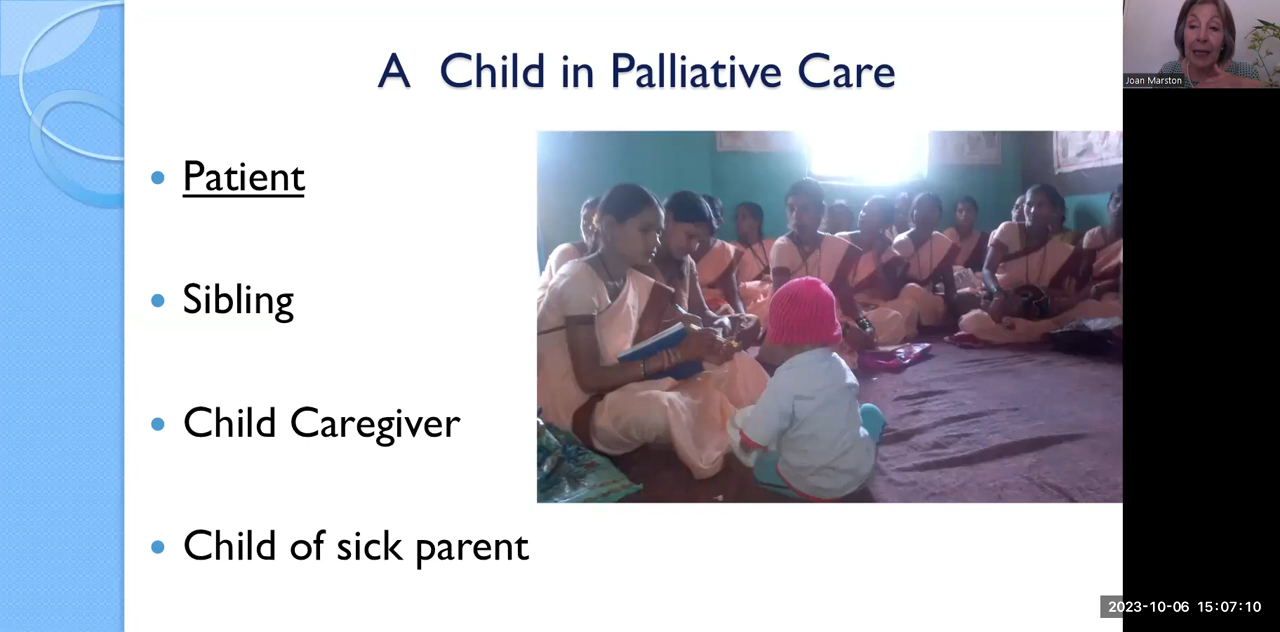 A Child in Palliative Care
Patient
Sibling
Child Caregiver
Child of sick parent
Joan Marston
2023-10-06 15:07:10